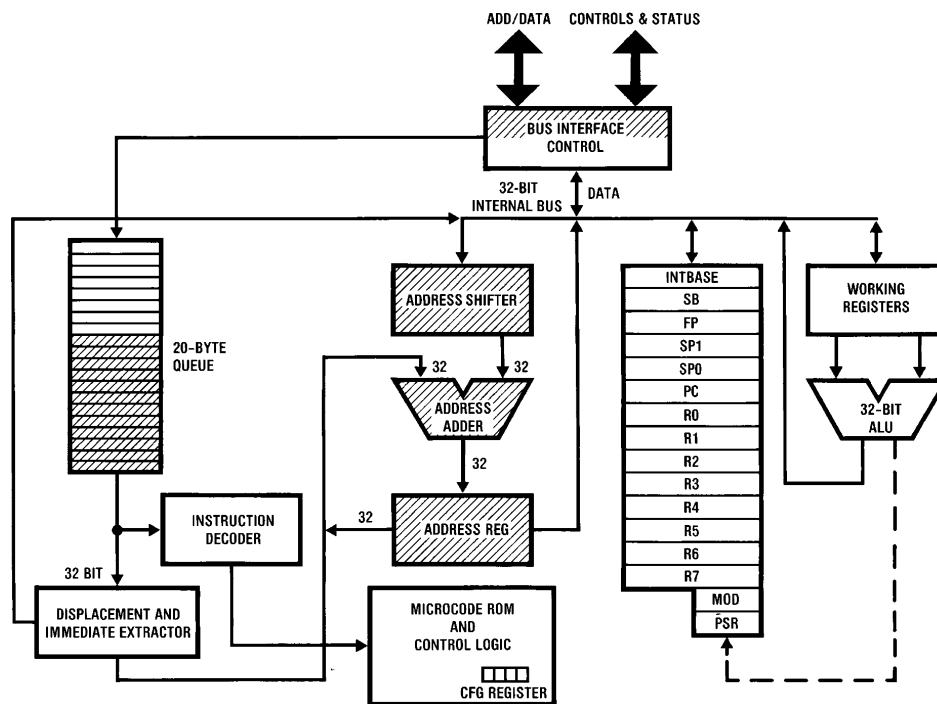 ADD/DATA
CONTROLS & STATUS
BUS INTERFACE
CONTROL
32-BIT
INTERNAL BUS
DATA
20-BYTE
QUEUE
ADDRESS SHIFTER
32
32
ADDRESS
ADDER
32
32
ADDRESS REG
INSTRUCTION
DECODER
32 BIT
DISPLACEMENT AND
IMMEDIATE EXTRACTOR
MICROCODE ROM
AND
CONTROL LOGIC
CFG REGISTER
INTBASE
SB
FP
SP1
SP0
PC
R0
R1
R2
R3
R4
R5
R6
R7
MOD
PSR
WORKING
REGISTERS
32-BIT
ALU